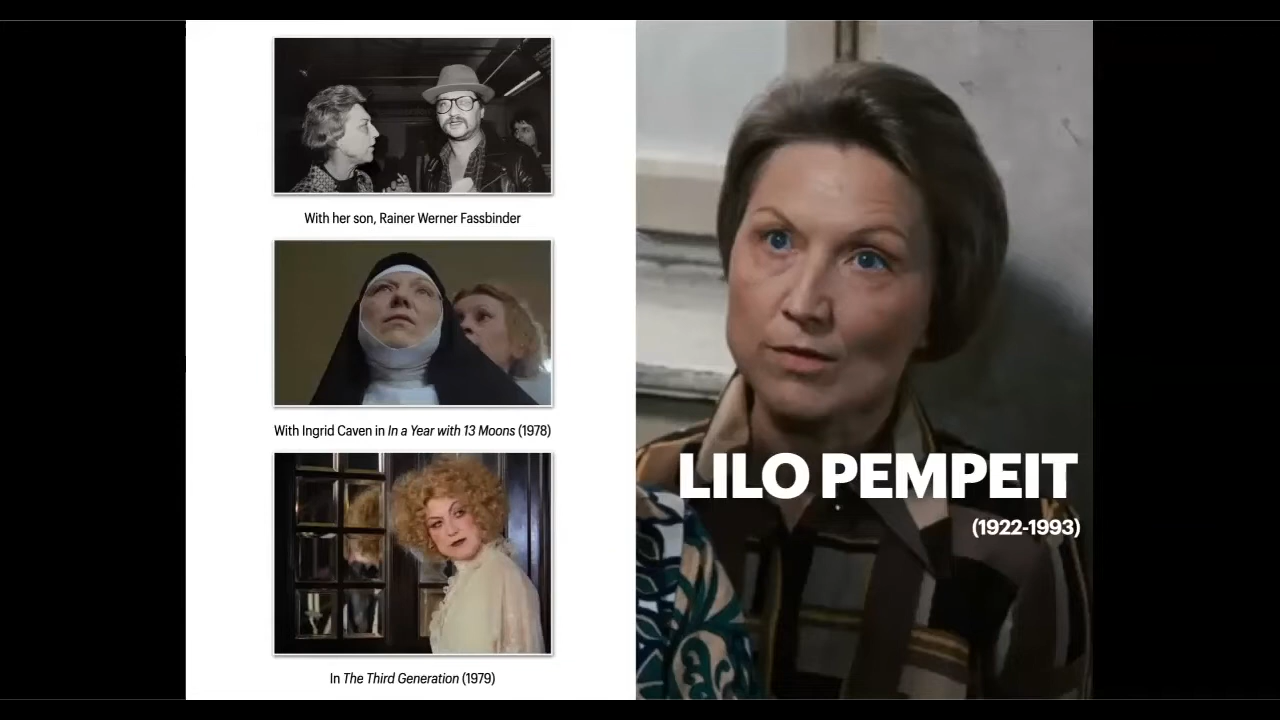 With her son, Rainer Werner Fassbinder
With Ingrid Caven in In a Year with 13 Moons (1978)
In The Third Generation (1979)
LILO PEMPEIT
(1922-1993)